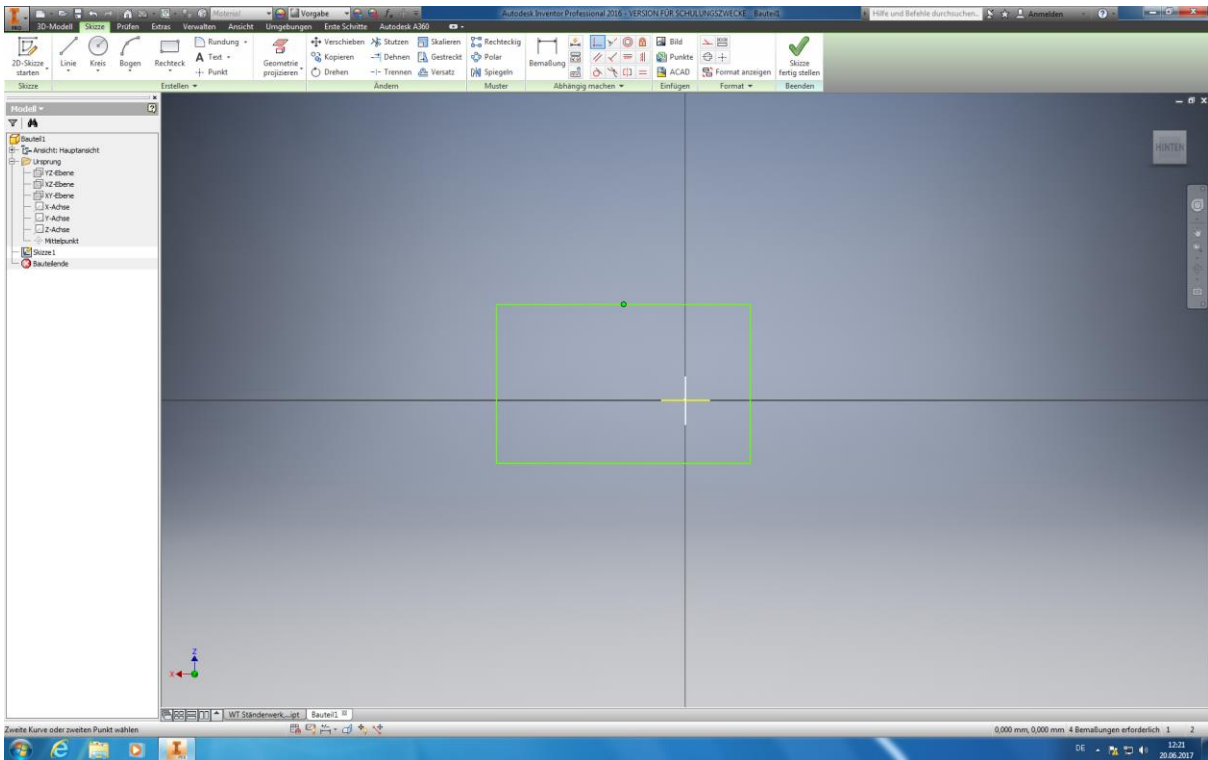 Material
Vorgabe
Autodesk Inventor Professional 2016 - VERSION FÜR SCHULUNGSZWECKE Bauteil1
Hilfe und Befehle durchsuchen...
Anmelden
3D-Modell Skizze Prüfen Extras Verwalten Ansicht Umgebungen Erste Schritte Autodesk A360
2D-Skizze starten
Linie
Kreis
Bogen
Rechteck
Rundung
Text
Punkt
Geometrie projizieren
Verschieben Stutzen Skalieren
Kopieren Dehnen Gestreckt
Drehen Trennen Versatz
Rechteckig
Polar
Spiegeln
Bemaßung
Bild
Punkte
ACAD
Format anzeigen
Skizze fertig stellen
Skizze Erstellen Ändern Muster Abhängig machen Einfügen Format Beenden
Modell
Bauteil1
Ansicht: Hauptansicht
Ursprung
YZ-Ebene
XZ-Ebene
XY-Ebene
X-Achse
Y-Achse
Z-Achse
Mittelpunkt
Skizze1
Bauteilende
HINTEN
Z
X
WT Ständerwerk,...ipt Bauteil1
Zweite Kurve oder zweiten Punkt wählen
0,000 mm, 0,000 mm 4 Bemaßungen erforderlich 1 2
DE
12:21
20.06.2017